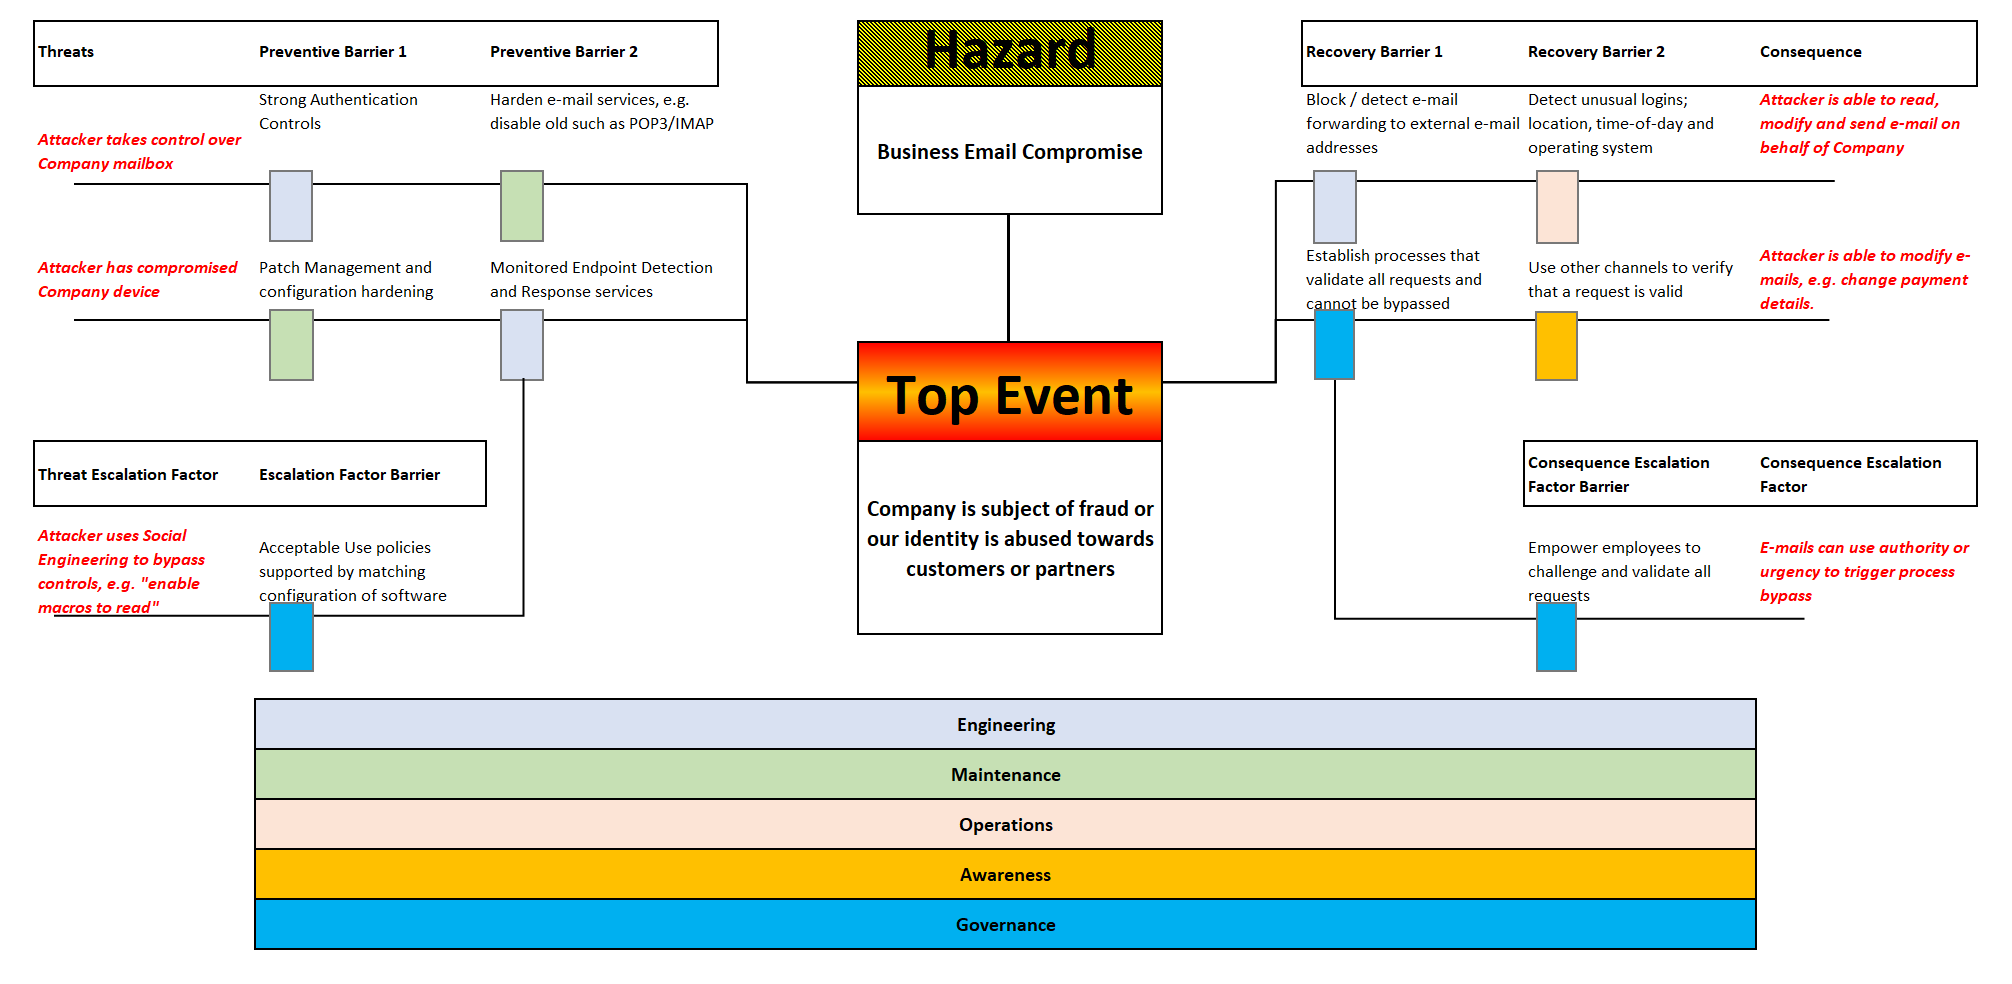 Threats
Preventive Barrier 1
Preventive Barrier 2
Attacker takes control over
Company mailbox
Strong Authentication
Controls
Harden e-mail services, e.g.
disable old such as POP3/IMAP
Attacker has compromised
Company device
Patch Management and
configuration hardening
Monitored Endpoint Detection
and Response services
Threat Escalation Factor
Escalation Factor Barrier
Attacker uses Social
Engineering to bypass
controls, e.g. "enable
macros to read"
Acceptable Use policies
supported by matching
configuration of software
Hazard
Business Email Compromise
Top Event
Company is subject of fraud or
our identity is abused towards
customers or partners
Recovery Barrier 1
Recovery Barrier 2
Consequence
Block / detect e-mail
forwarding to external e-mail
addresses
Detect unusual logins;
location, time-of-day and
operating system
Attacker is able to read,
modify and send e-mail on
behalf of Company
Establish processes that
validate all requests and
cannot be bypassed
Use other channels to verify
that a request is valid
Attacker is able to modify e-
mails, e.g. change payment
details.
Consequence Escalation
Factor Barrier
Consequence Escalation
Factor
Empower employees to
challenge and validate all
requests
E-mails can use authority or
urgency to trigger process
bypass
Engineering
Maintenance
Operations
Awareness
Governance